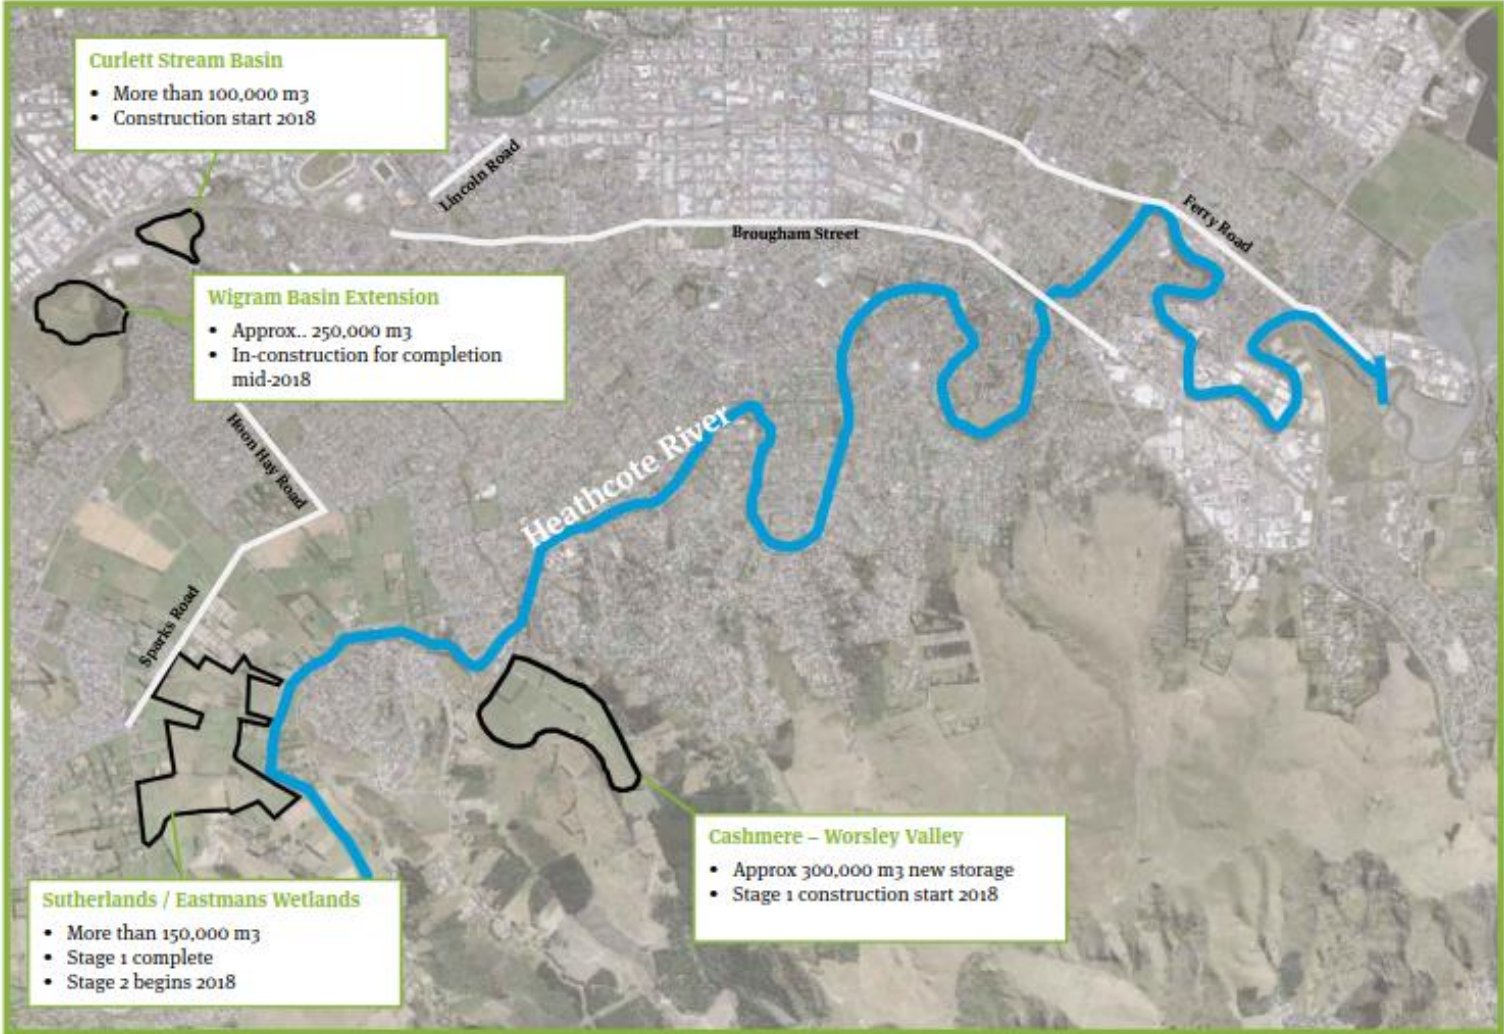 Curlett Stream Basin
• More than 100,000 m3
• Construction start 2018
Lincoln Road
Ferry Road
Brougham Street
Wigram Basin Extension
• Approx.. 250,000 m3
• In-construction for completion
mid-2018
Hoon Hay Road
Heathcote River
Sparks Road
Cashmere – Worsley Valley
• Approx 300,000 m3 new storage
• Stage 1 construction start 2018
Sutherlands / Eastmans Wetlands
• More than 150,000 m3
• Stage 1 complete
• Stage 2 begins 2018